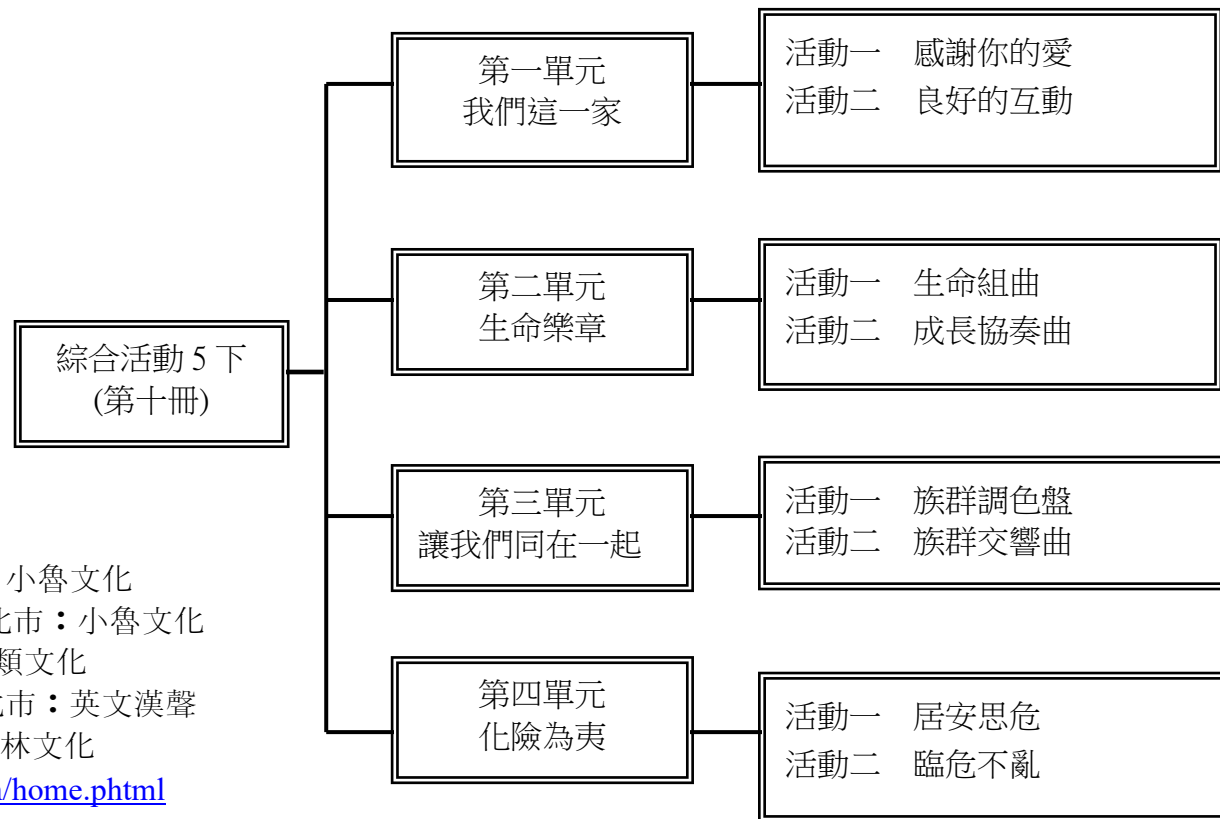 綜合活動 5 下
(第十冊)
第一單元
我們這一家
活動一　感謝你的愛
活動二　良好的互動
第二單元
生命樂章
活動一　生命組曲
活動二　成長協奏曲
第三單元
讓我們同在一起
活動一　族群調色盤
活動二　族群交響曲
第四單元
化險為夷
活動一　居安思危
活動二　臨危不亂
小魯文化
北市：小魯文化
類文化
市：英文漢聲
林文化
/home.phtml